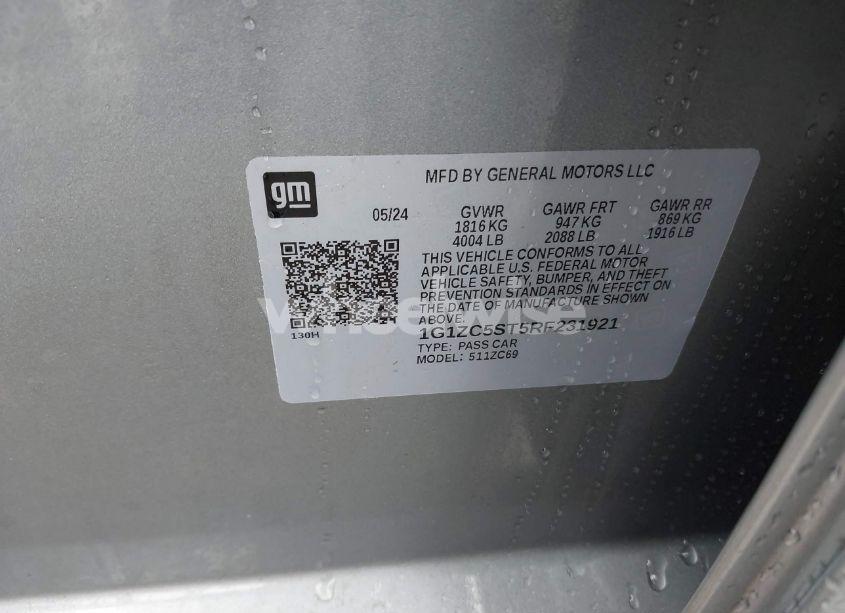 gm
MFD BY GENERAL MOTORS LLC
05/24
GVWR GAWR FRT GAWR RR
1816 KG 947 KG 869 KG
4004 LB 2088 LB 1916 LB
THIS VEHICLE CONFORMS TO ALL
APPLICABLE U.S. FEDERAL MOTOR
VEHICLE SAFETY, BUMPER, AND THEFT
PREVENTION STANDARDS IN EFFECT ON
THE DATE OF MANUFACTURE SHOWN
ABOVE.
130H
1G1ZC5ST5RF231921
TYPE: PASS CAR
MODEL: 511ZC69
wheelwise